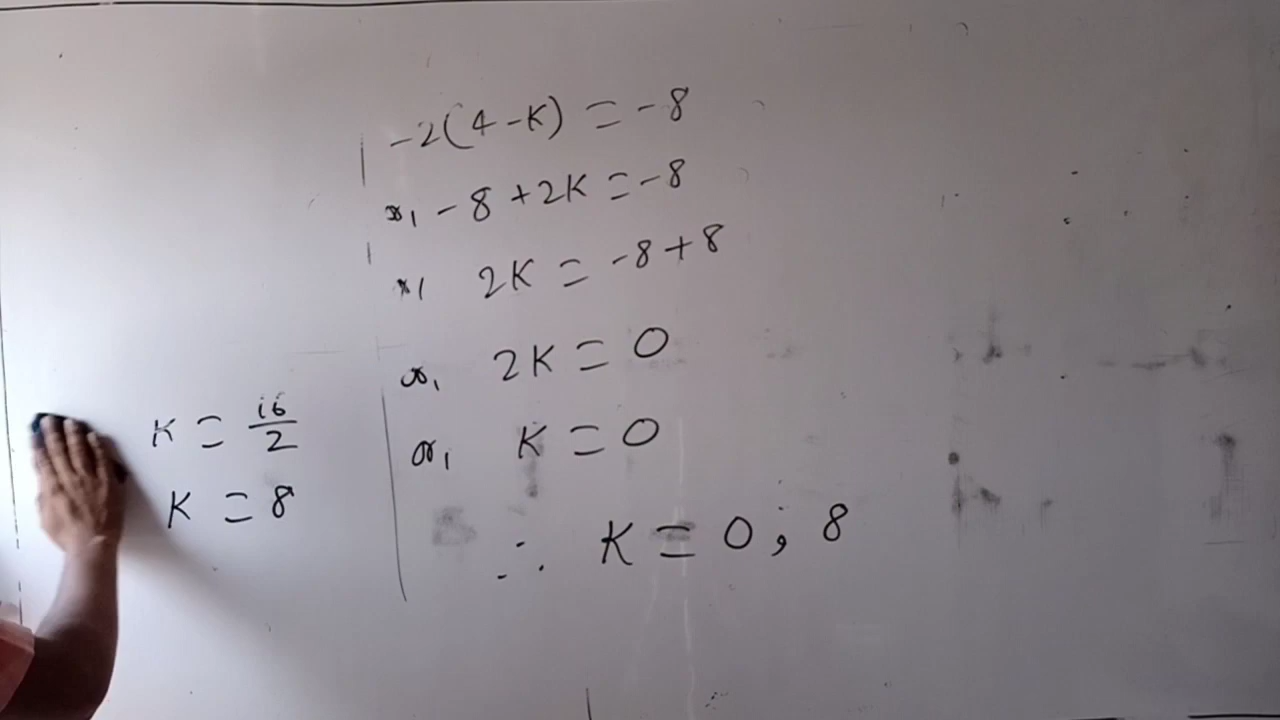 K = 16/2
K = 8
-2(4-K) = -8
or, -8+2K = -8
or, 2K = -8+8
or, 2K = 0
or, K = 0
∴ K = 0; 8